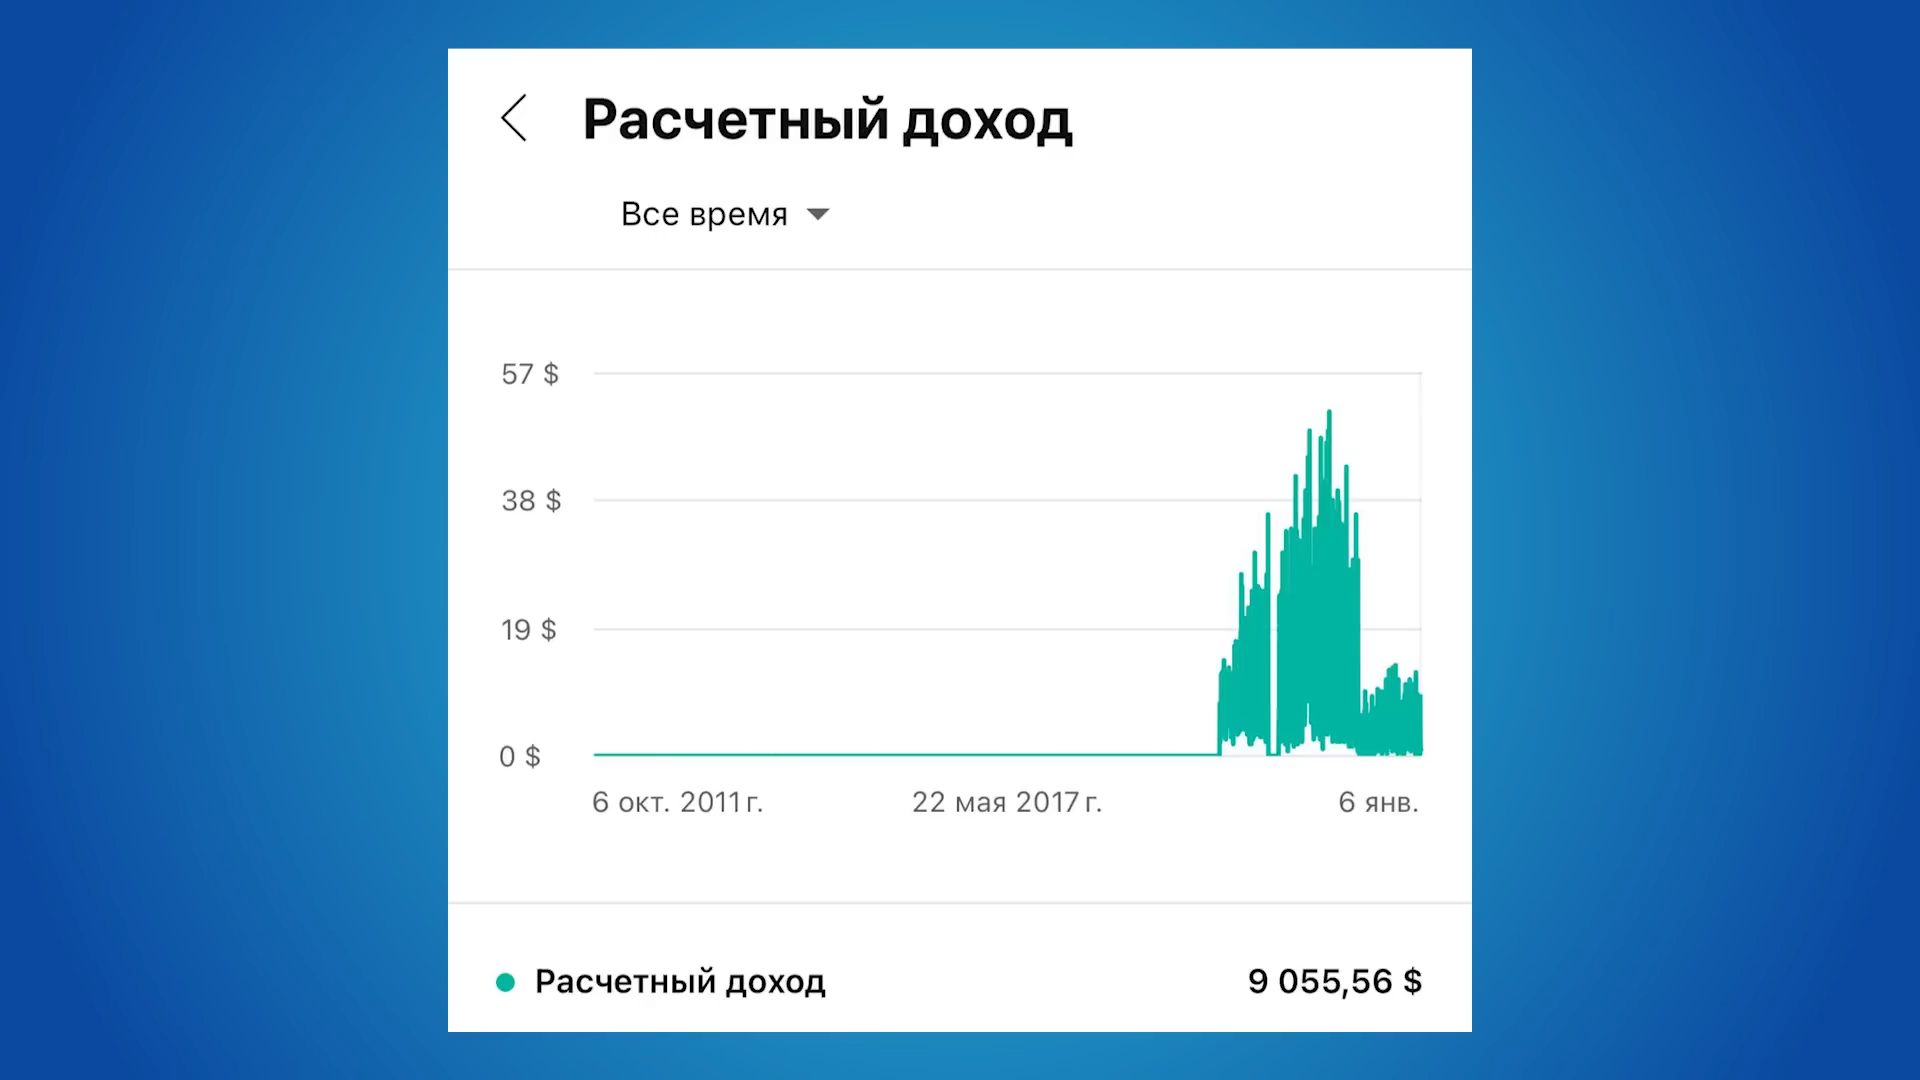 Расчетный доход
Все время
57 $
38 $
19 $
0 $
6 окт. 2011 г.
22 мая 2017 г.
6 янв.
Расчетный доход
9 055,56 $